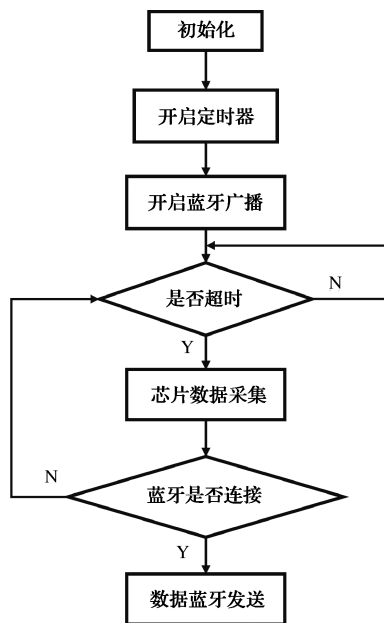 初始化
开启定时器
开启蓝牙广播
是否超时
N
Y
芯片数据采集
N
蓝牙是否连接
Y
数据蓝牙发送